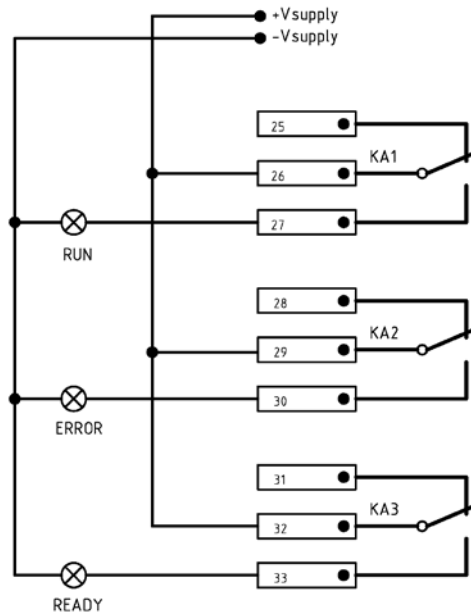 +Vsupply
-Vsupply
25
26
KA1
27
RUN
28
29
KA2
30
ERROR
31
32
KA3
33
READY